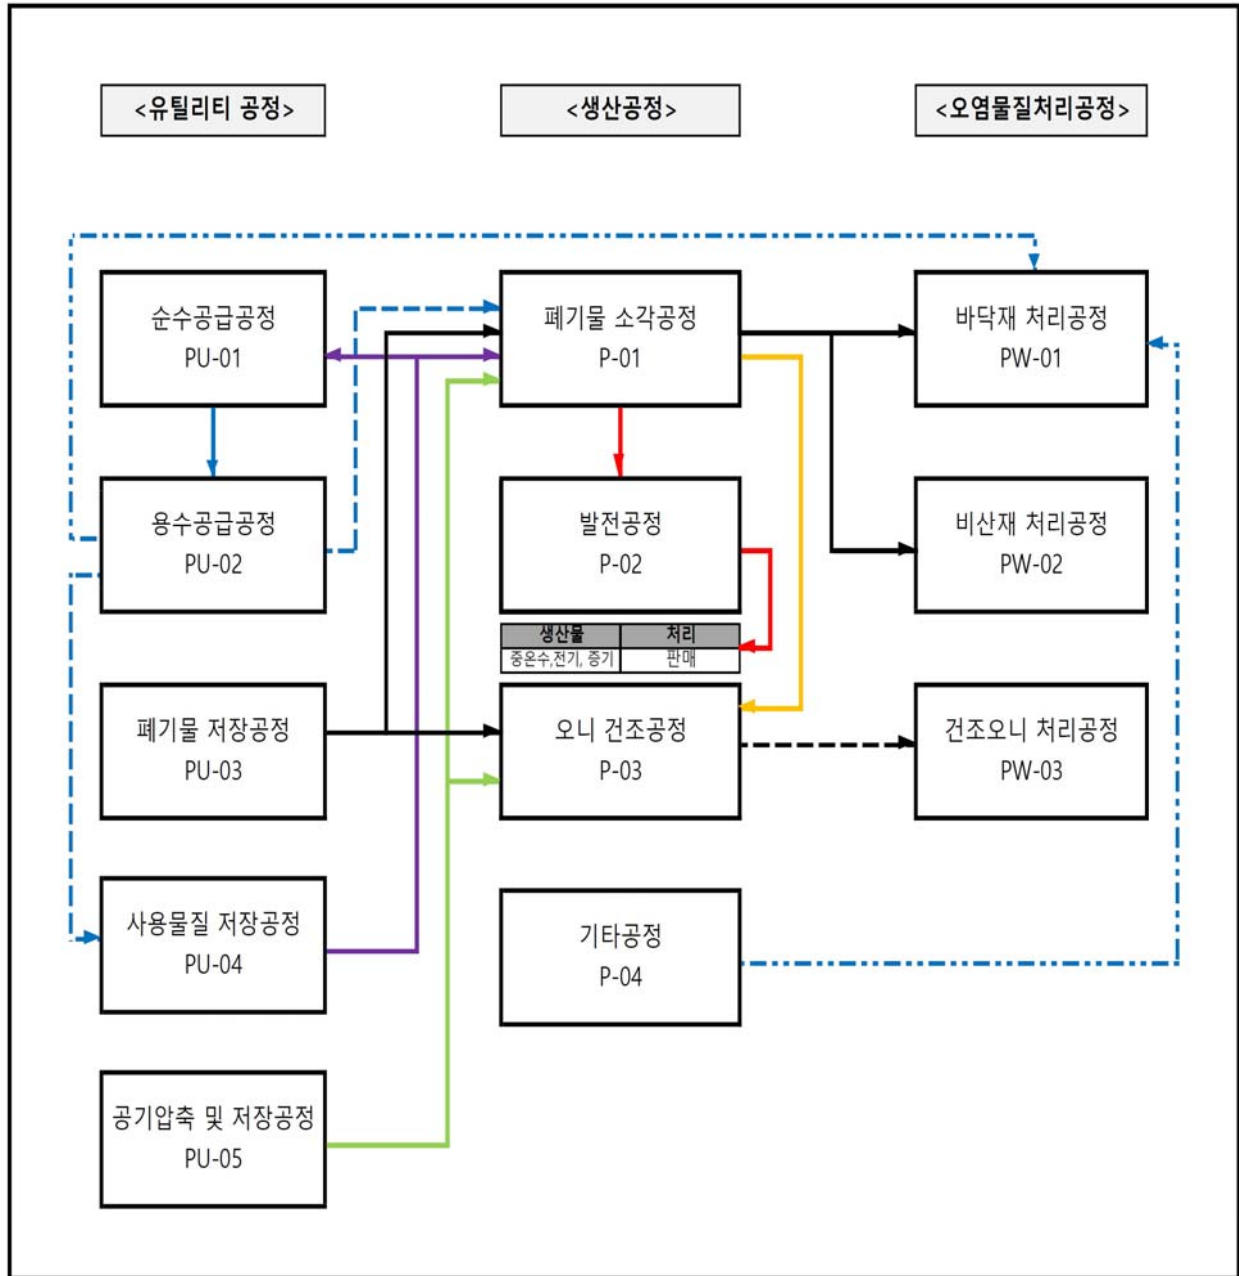 <유틸리티 공정>
<생산공정>
<오염물질처리공정>
순수공급공정
PU-01
폐기물 소각공정
P-01
바닥재 처리공정
PW-01
용수공급공정
PU-02
발전공정
P-02
비산재 처리공정
PW-02
생산물 처리
중온수,전기, 증기 판매
폐기물 저장공정
PU-03
오니 건조공정
P-03
건조오니 처리공정
PW-03
사용물질 저장공정
PU-04
기타공정
P-04
공기압축 및 저장공정
PU-05